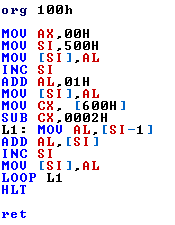 org 100h
MOV AX,00H
MOV SI,500H
MOV [SI],AL
INC SI
ADD AL,01H
MOV [SI],AL
MOV CX, [600H]
SUB CX,0002H
L1: MOV AL,[SI-1]
ADD AL,[SI]
INC SI
MOV [SI],AL
LOOP L1
HLT
ret